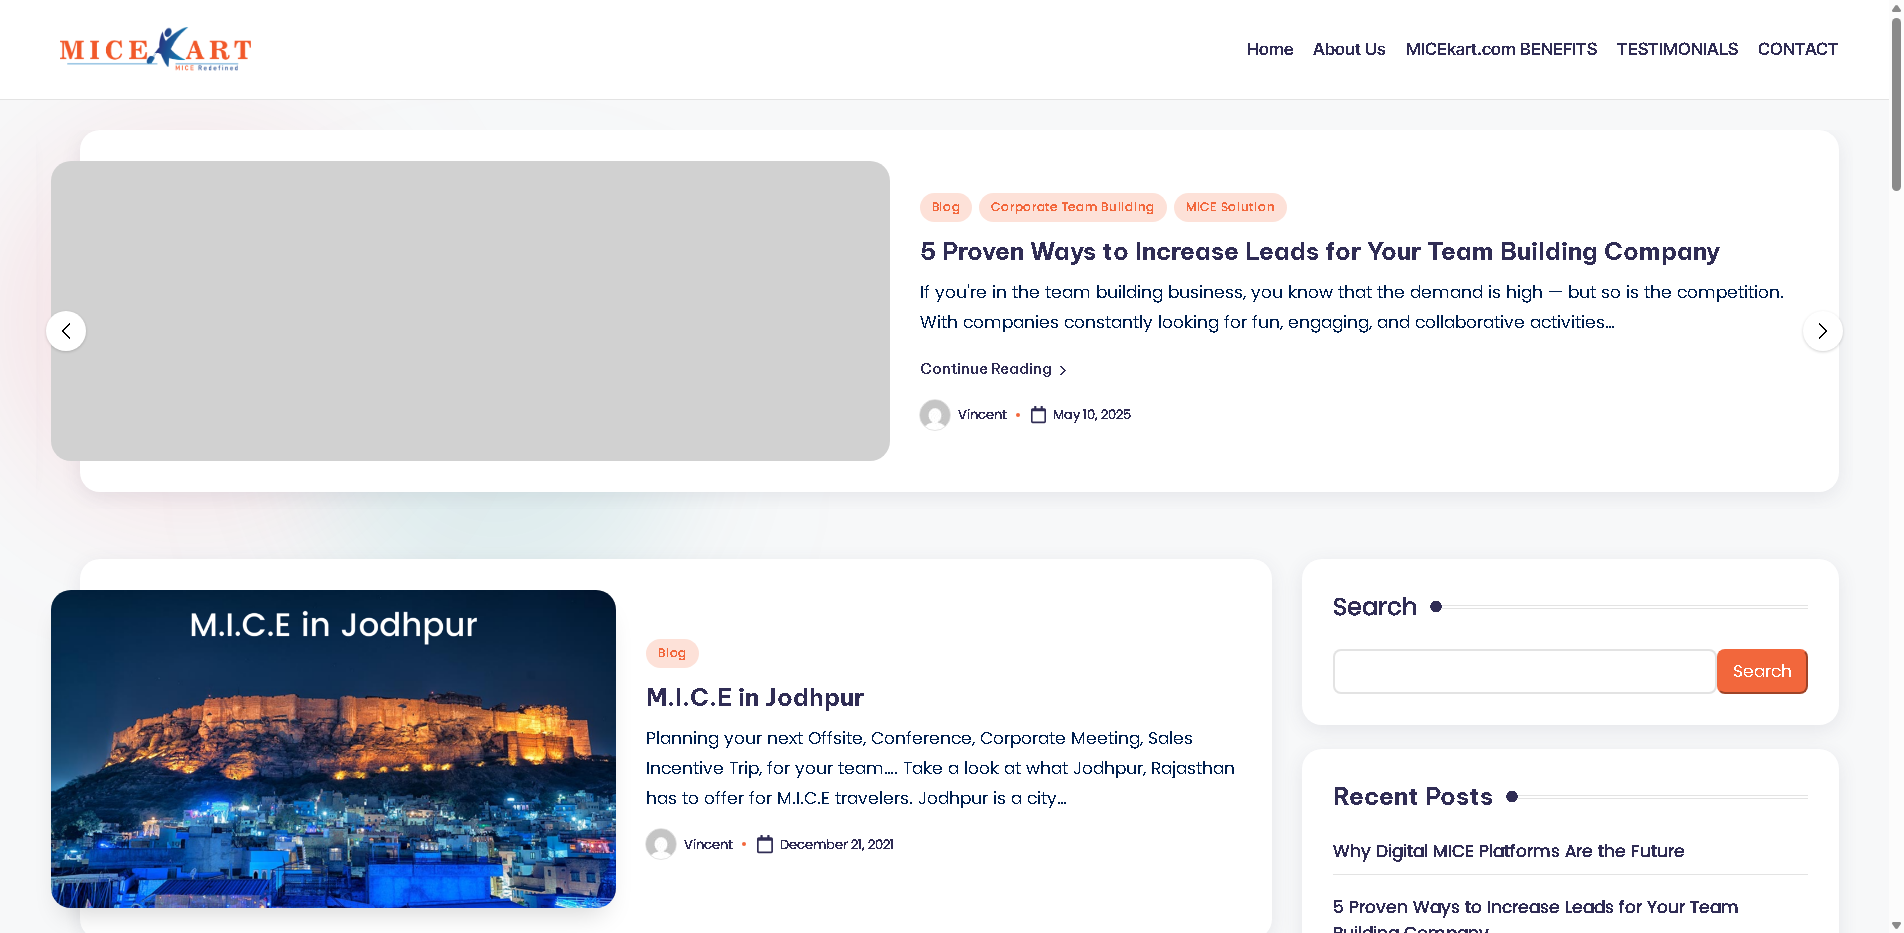 MICEKART
MICE Redefined
Home
About Us
MICEkart.com BENEFITS
TESTIMONIALS
CONTACT
Blog
Corporate Team Building
MICE Solution
5 Proven Ways to Increase Leads for Your Team Building Company
If you're in the team building business, you know that the demand is high — but so is the competition.
With companies constantly looking for fun, engaging, and collaborative activities...
Continue Reading
Vincent
May 10, 2025
M.I.C.E in Jodhpur
Blog
M.I.C.E in Jodhpur
Planning your next Offsite, Conference, Corporate Meeting, Sales
Incentive Trip, for your team.... Take a look at what Jodhpur, Rajasthan
has to offer for M.I.C.E travelers. Jodhpur is a city...
Vincent
December 21, 2021
Search
Search
Recent Posts
Why Digital MICE Platforms Are the Future
5 Proven Ways to Increase Leads for Your Team
Building Company